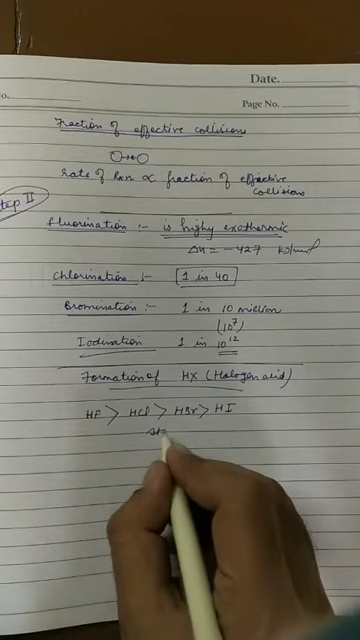 Date.
No.
Page No.
Fraction of effective collision
rate of Rxn ∝ fraction of effective
collisions
Step II
fluorination :- is highly exothermic
ΔH = - 427 KJ/mol
Chlorination :- 1 in 40
Bromination :- 1 in 10 million
(10⁷)
Iodination 1 in 10¹²
Formation of HX (Halogen acid)
HF > HCl > HBr > HI